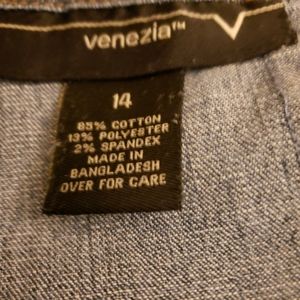 venezia™
14
85% COTTON
13% POLYESTER
2% SPANDEX
MADE IN
BANGLADESH
OVER FOR CARE